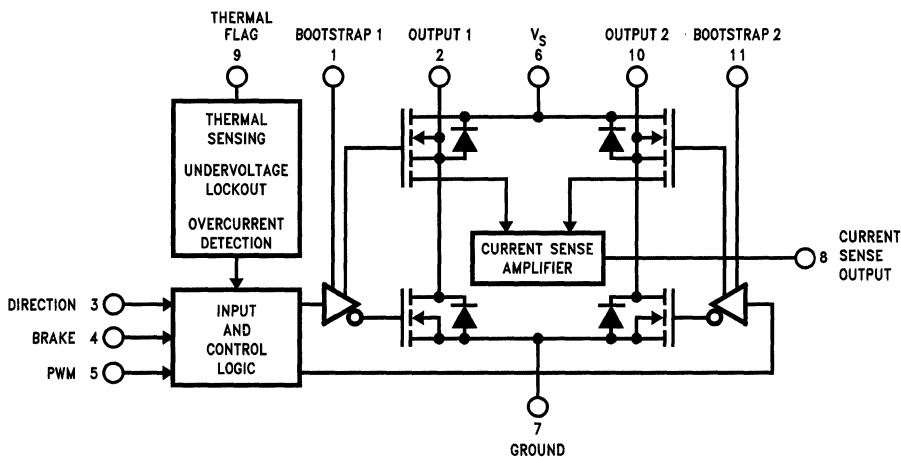 THERMAL
FLAG
9
BOOTSTRAP 1
1
OUTPUT 1
2
VS
6
OUTPUT 2
10
BOOTSTRAP 2
11
THERMAL
SENSING
UNDERVOLTAGE
LOCKOUT
OVERCURRENT
DETECTION
CURRENT SENSE
AMPLIFIER
8 CURRENT
SENSE
OUTPUT
DIRECTION 3
BRAKE 4
PWM 5
INPUT
AND
CONTROL
LOGIC
7
GROUND